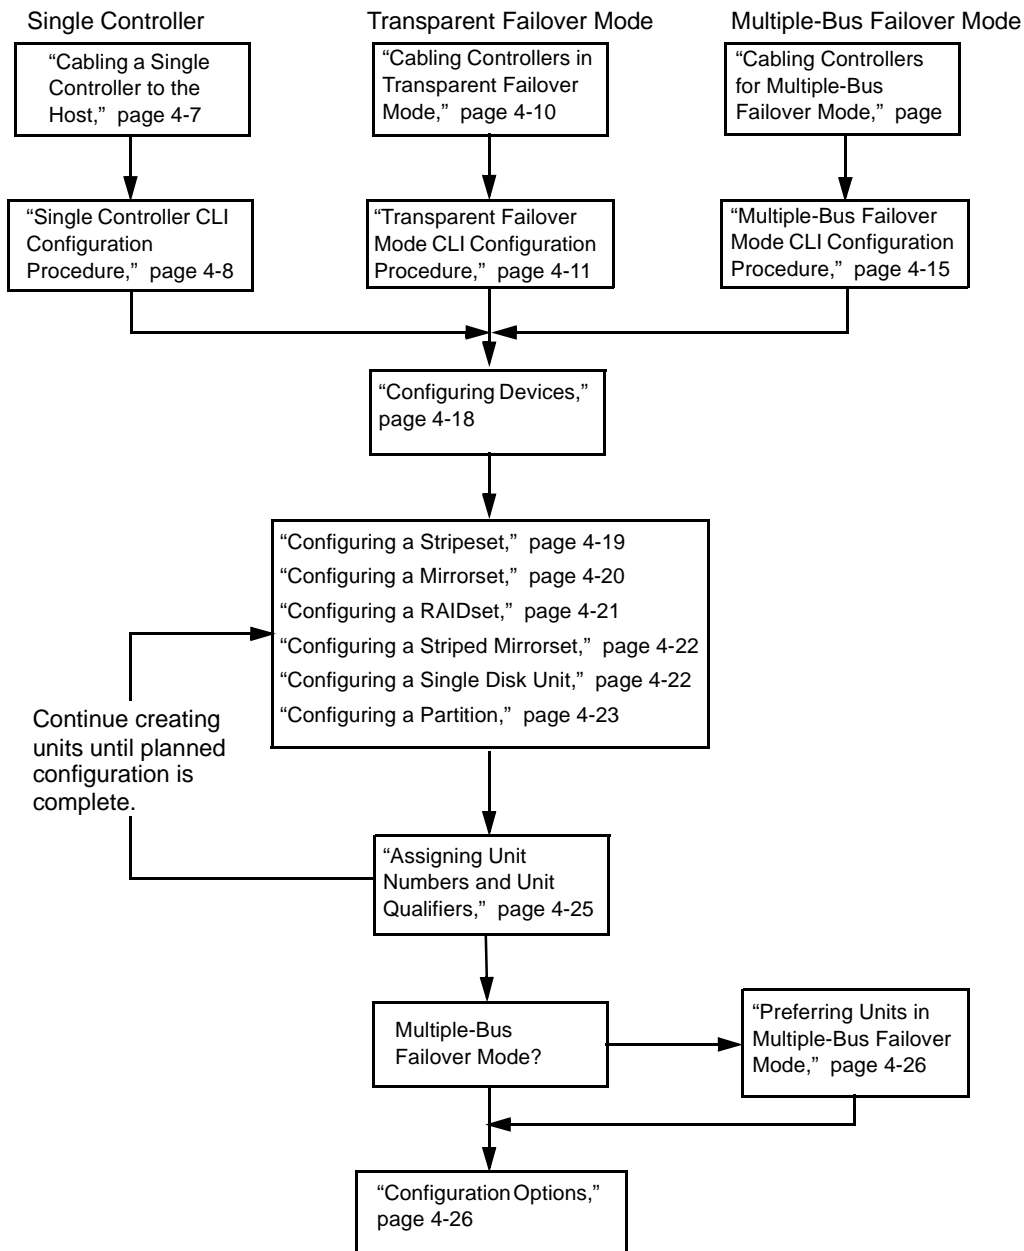 Single Controller
Transparent Failover Mode
Multiple-Bus Failover Mode
“Cabling a Single
Controller to the
Host,” page 4-7
“Cabling Controllers in
Transparent Failover
Mode,” page 4-10
“Cabling Controllers
for Multiple-Bus
Failover Mode,” page
“Single Controller CLI
Configuration
Procedure,” page 4-8
“Transparent Failover
Mode CLI Configuration
Procedure,” page 4-11
“Multiple-Bus Failover
Mode CLI Configuration
Procedure,” page 4-15
“Configuring Devices,”
page 4-18
“Configuring a Stripeset,” page 4-19
“Configuring a Mirrorset,” page 4-20
“Configuring a RAIDset,” page 4-21
“Configuring a Striped Mirrorset,” page 4-22
“Configuring a Single Disk Unit,” page 4-22
“Configuring a Partition,” page 4-23
Continue creating
units until planned
configuration is
complete.
“Assigning Unit
Numbers and Unit
Qualifiers,” page 4-25
Multiple-Bus
Failover Mode?
“Preferring Units in
Multiple-Bus Failover
Mode,” page 4-26
“Configuration Options,”
page 4-26